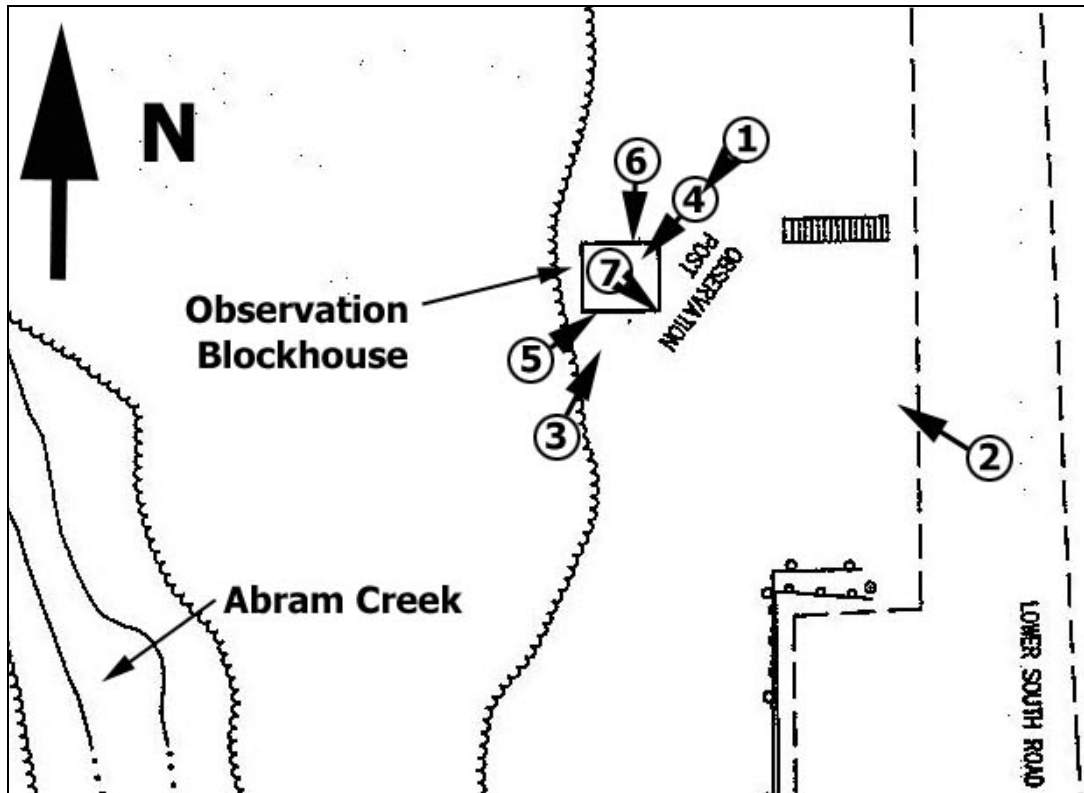 N
1
6
4
OBSERVATION
POST
7
Observation
Blockhouse
5
3
2
Abram Creek
LOWER SOUTH ROAD